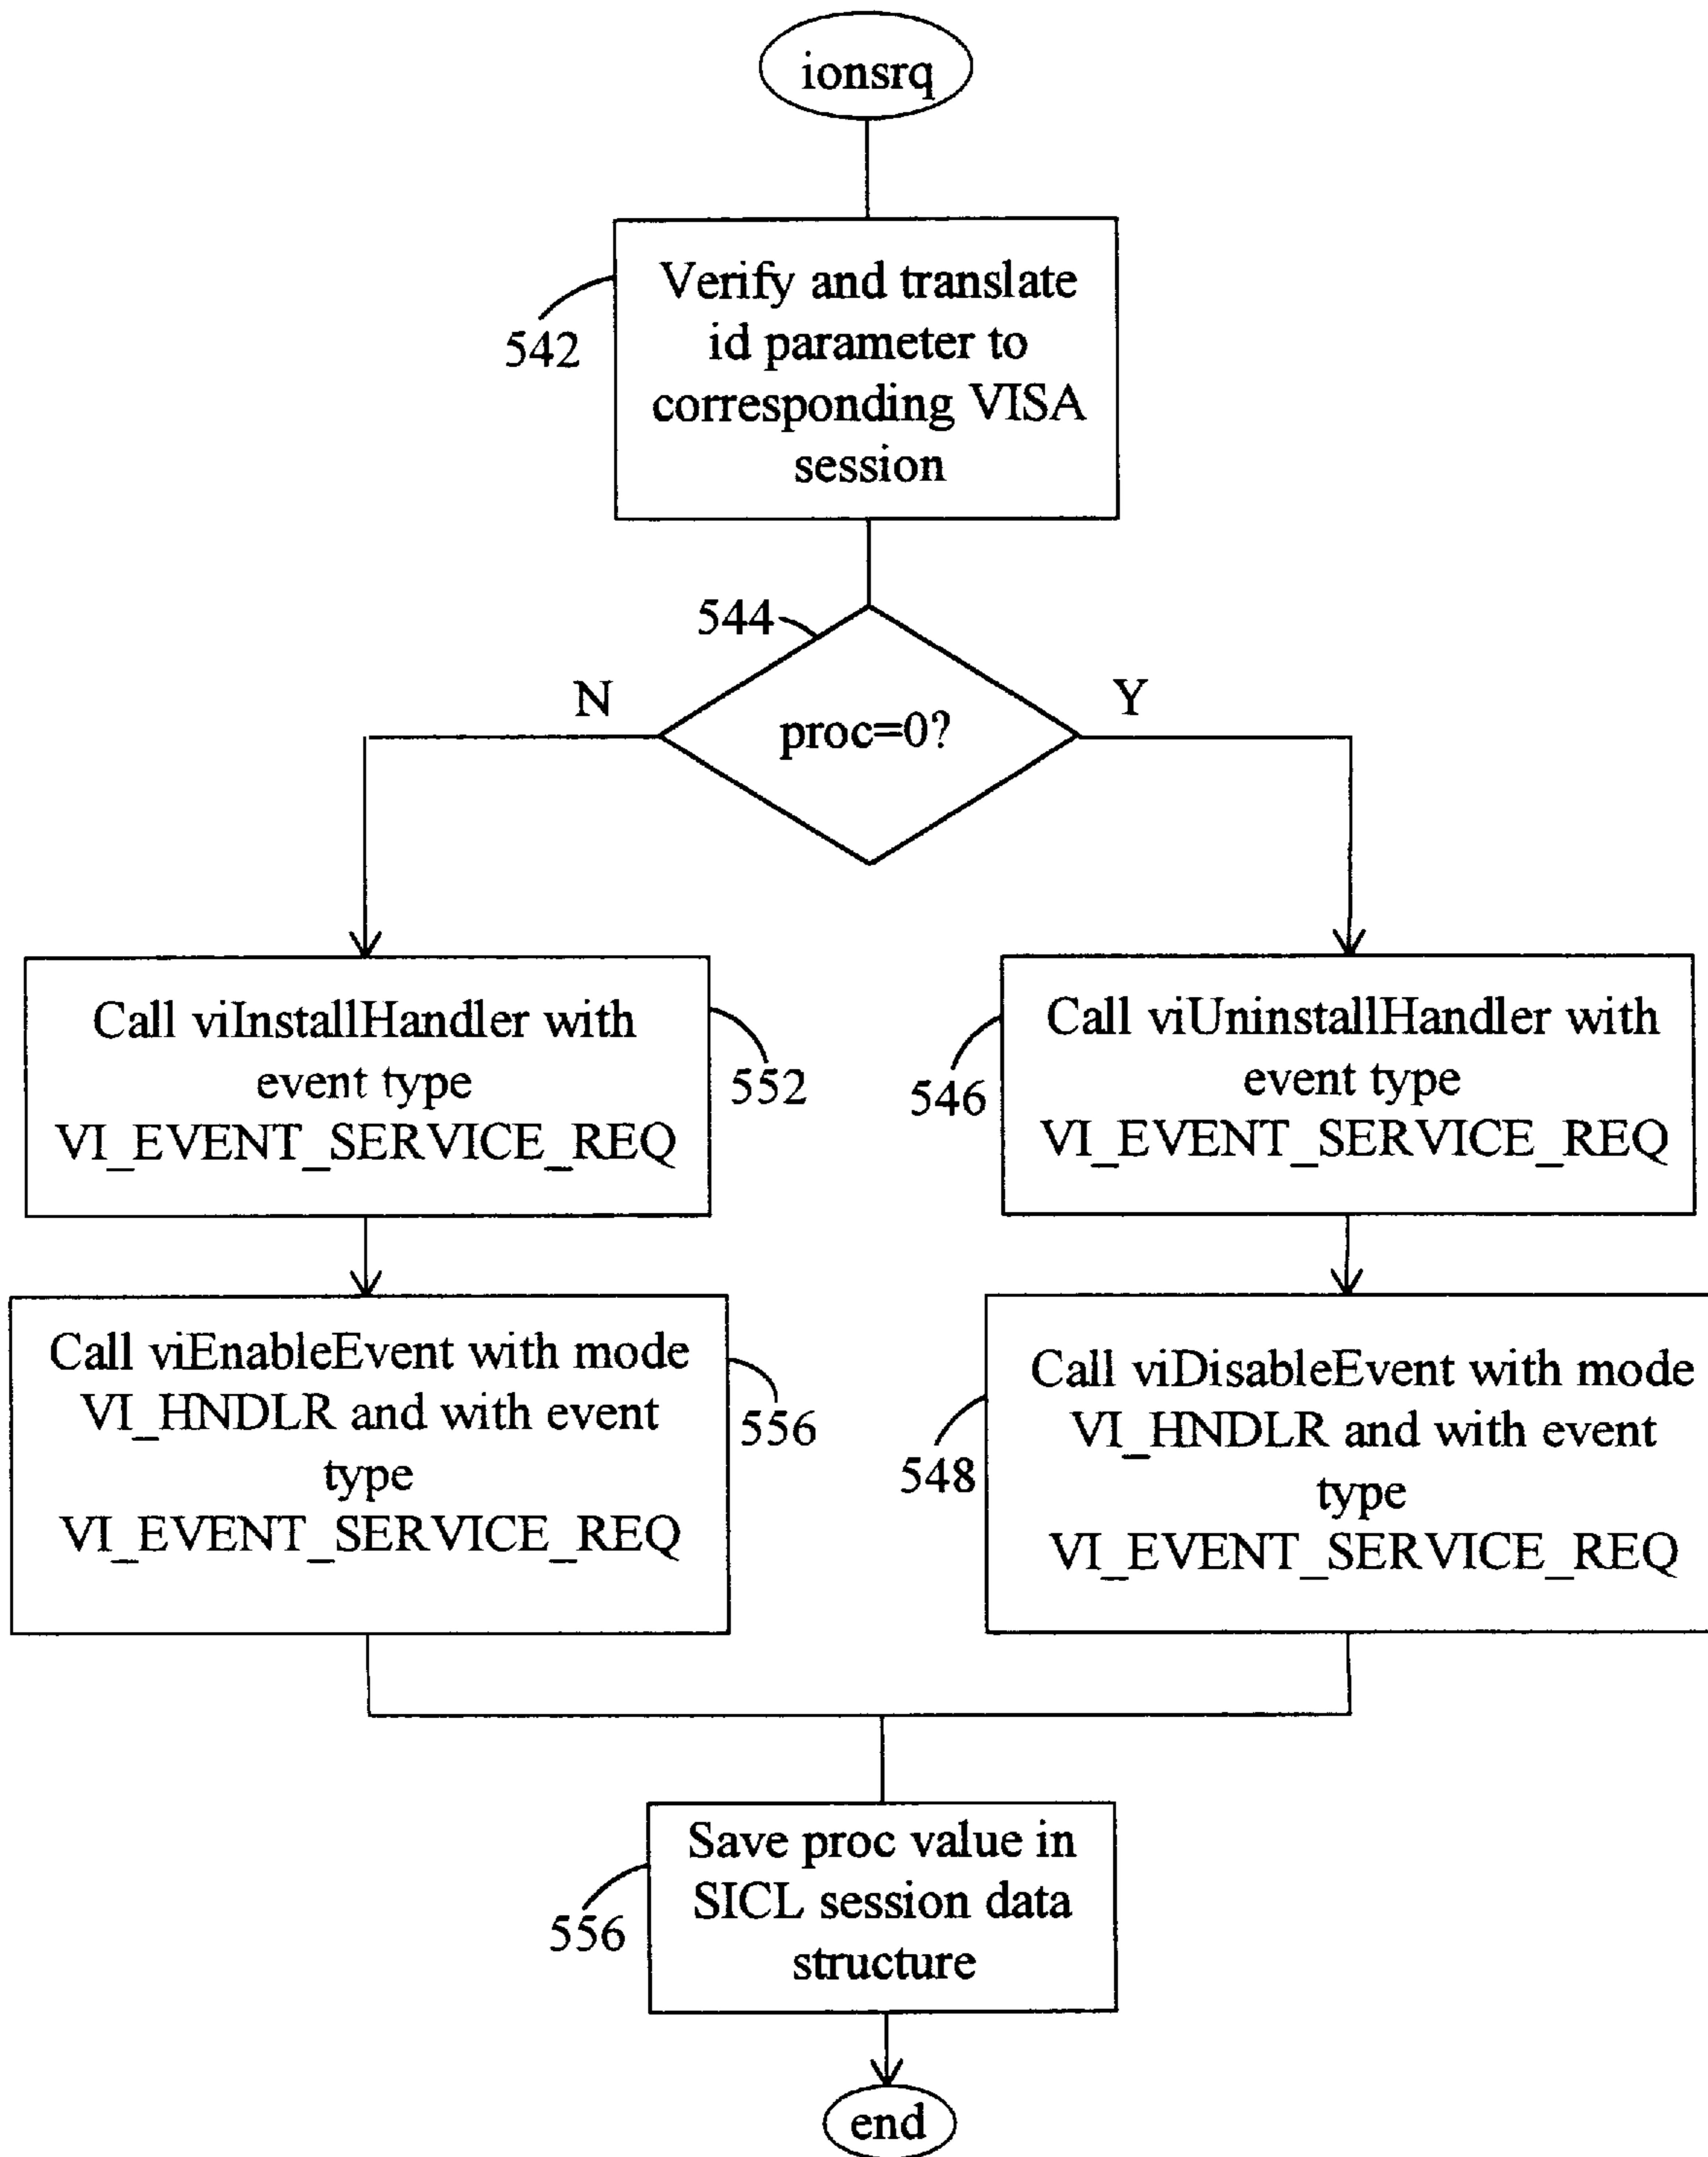 ionsrq
Verify and translate
id parameter to
corresponding VISA
session
542
544
N
Y
proc=0?
Call viInstallHandler with
event type
VI_EVENT_SERVICE_REQ
552
Call viUninstallHandler with
event type
VI_EVENT_SERVICE_REQ
546
Call viEnableEvent with mode
VI_HNDLR and with event
type
VI_EVENT_SERVICE_REQ
556
Call viDisableEvent with mode
VI_HNDLR and with event
type
VI_EVENT_SERVICE_REQ
548
Save proc value in
SICL session data
structure
556
end